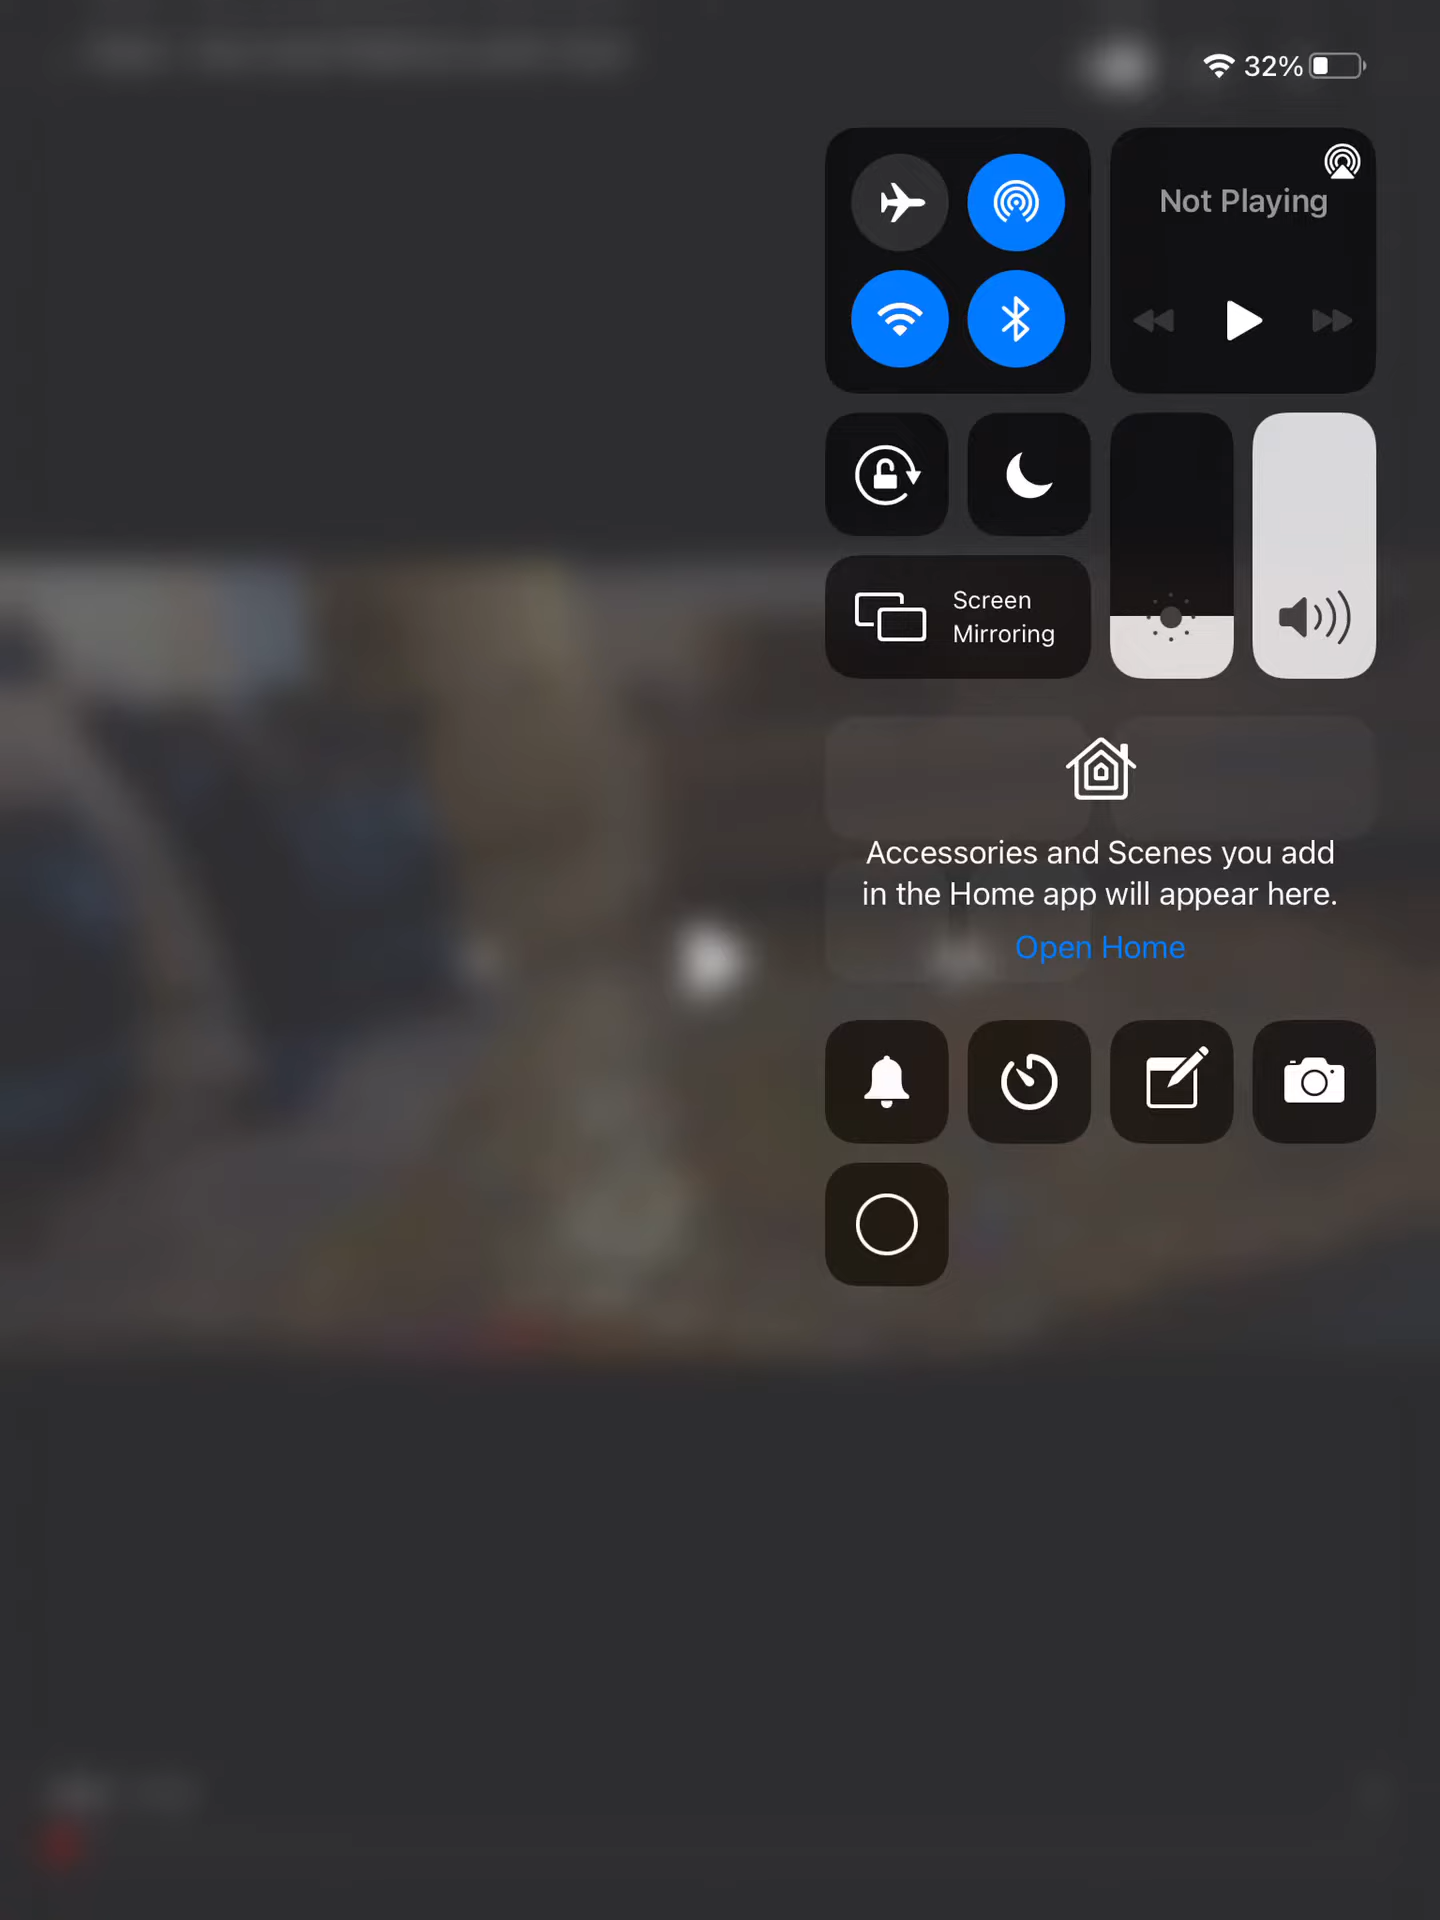 32%
Not Playing
Screen
Mirroring
Accessories and Scenes you add
in the Home app will appear here.
Open Home